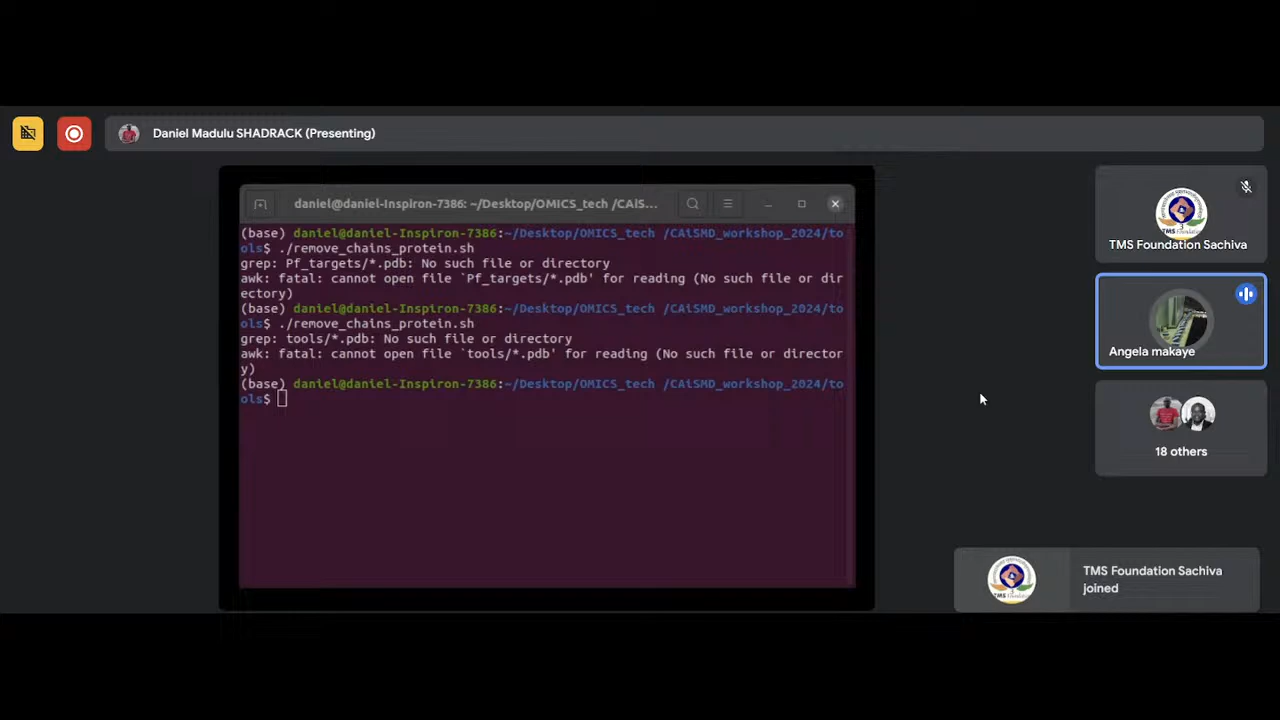 Daniel Madulu SHADRACK (Presenting)
daniel@daniel-Inspiron-7386: ~/Desktop/OMICS_tech /CAiS...
(base) daniel@daniel-Inspiron-7386:~/Desktop/OMICS_tech /CAiSMD_workshop_2024/to
ols$ ./remove_chains_protein.sh
grep: Pf_targets/*.pdb: No such file or directory
awk: fatal: cannot open file `Pf_targets/*.pdb' for reading (No such file or dir
ectory)
(base) daniel@daniel-Inspiron-7386:~/Desktop/OMICS_tech /CAiSMD_workshop_2024/to
ols$ ./remove_chains_protein.sh
grep: tools/*.pdb: No such file or directory
awk: fatal: cannot open file `tools/*.pdb' for reading (No such file or director
y)
(base) daniel@daniel-Inspiron-7386:~/Desktop/OMICS_tech /CAiSMD_workshop_2024/to
ols$
TMS Foundation Sachiva
Angela makaye
18 others
TMS Foundation Sachiva
joined